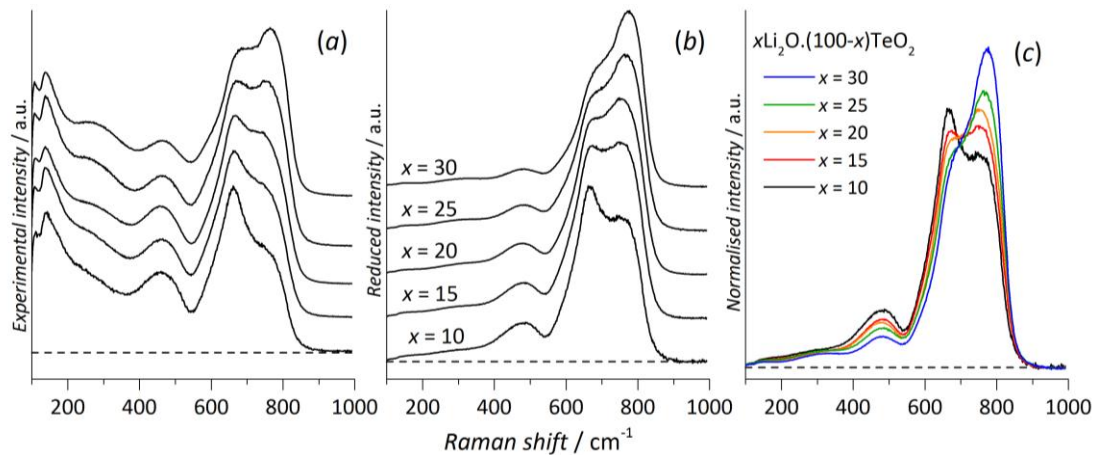 Experimental intensity / a.u.
(a)
200 400 600 800 1000
Reduced intensity / a.u.
(b)
x = 30
x = 25
x = 20
x = 15
x = 10
200 400 600 800 1000
Normalised intensity / a.u.
xLi₂O.(100-x)TeO₂
(c)
x = 30
x = 25
x = 20
x = 15
x = 10
200 400 600 800 1000
Raman shift / cm⁻¹